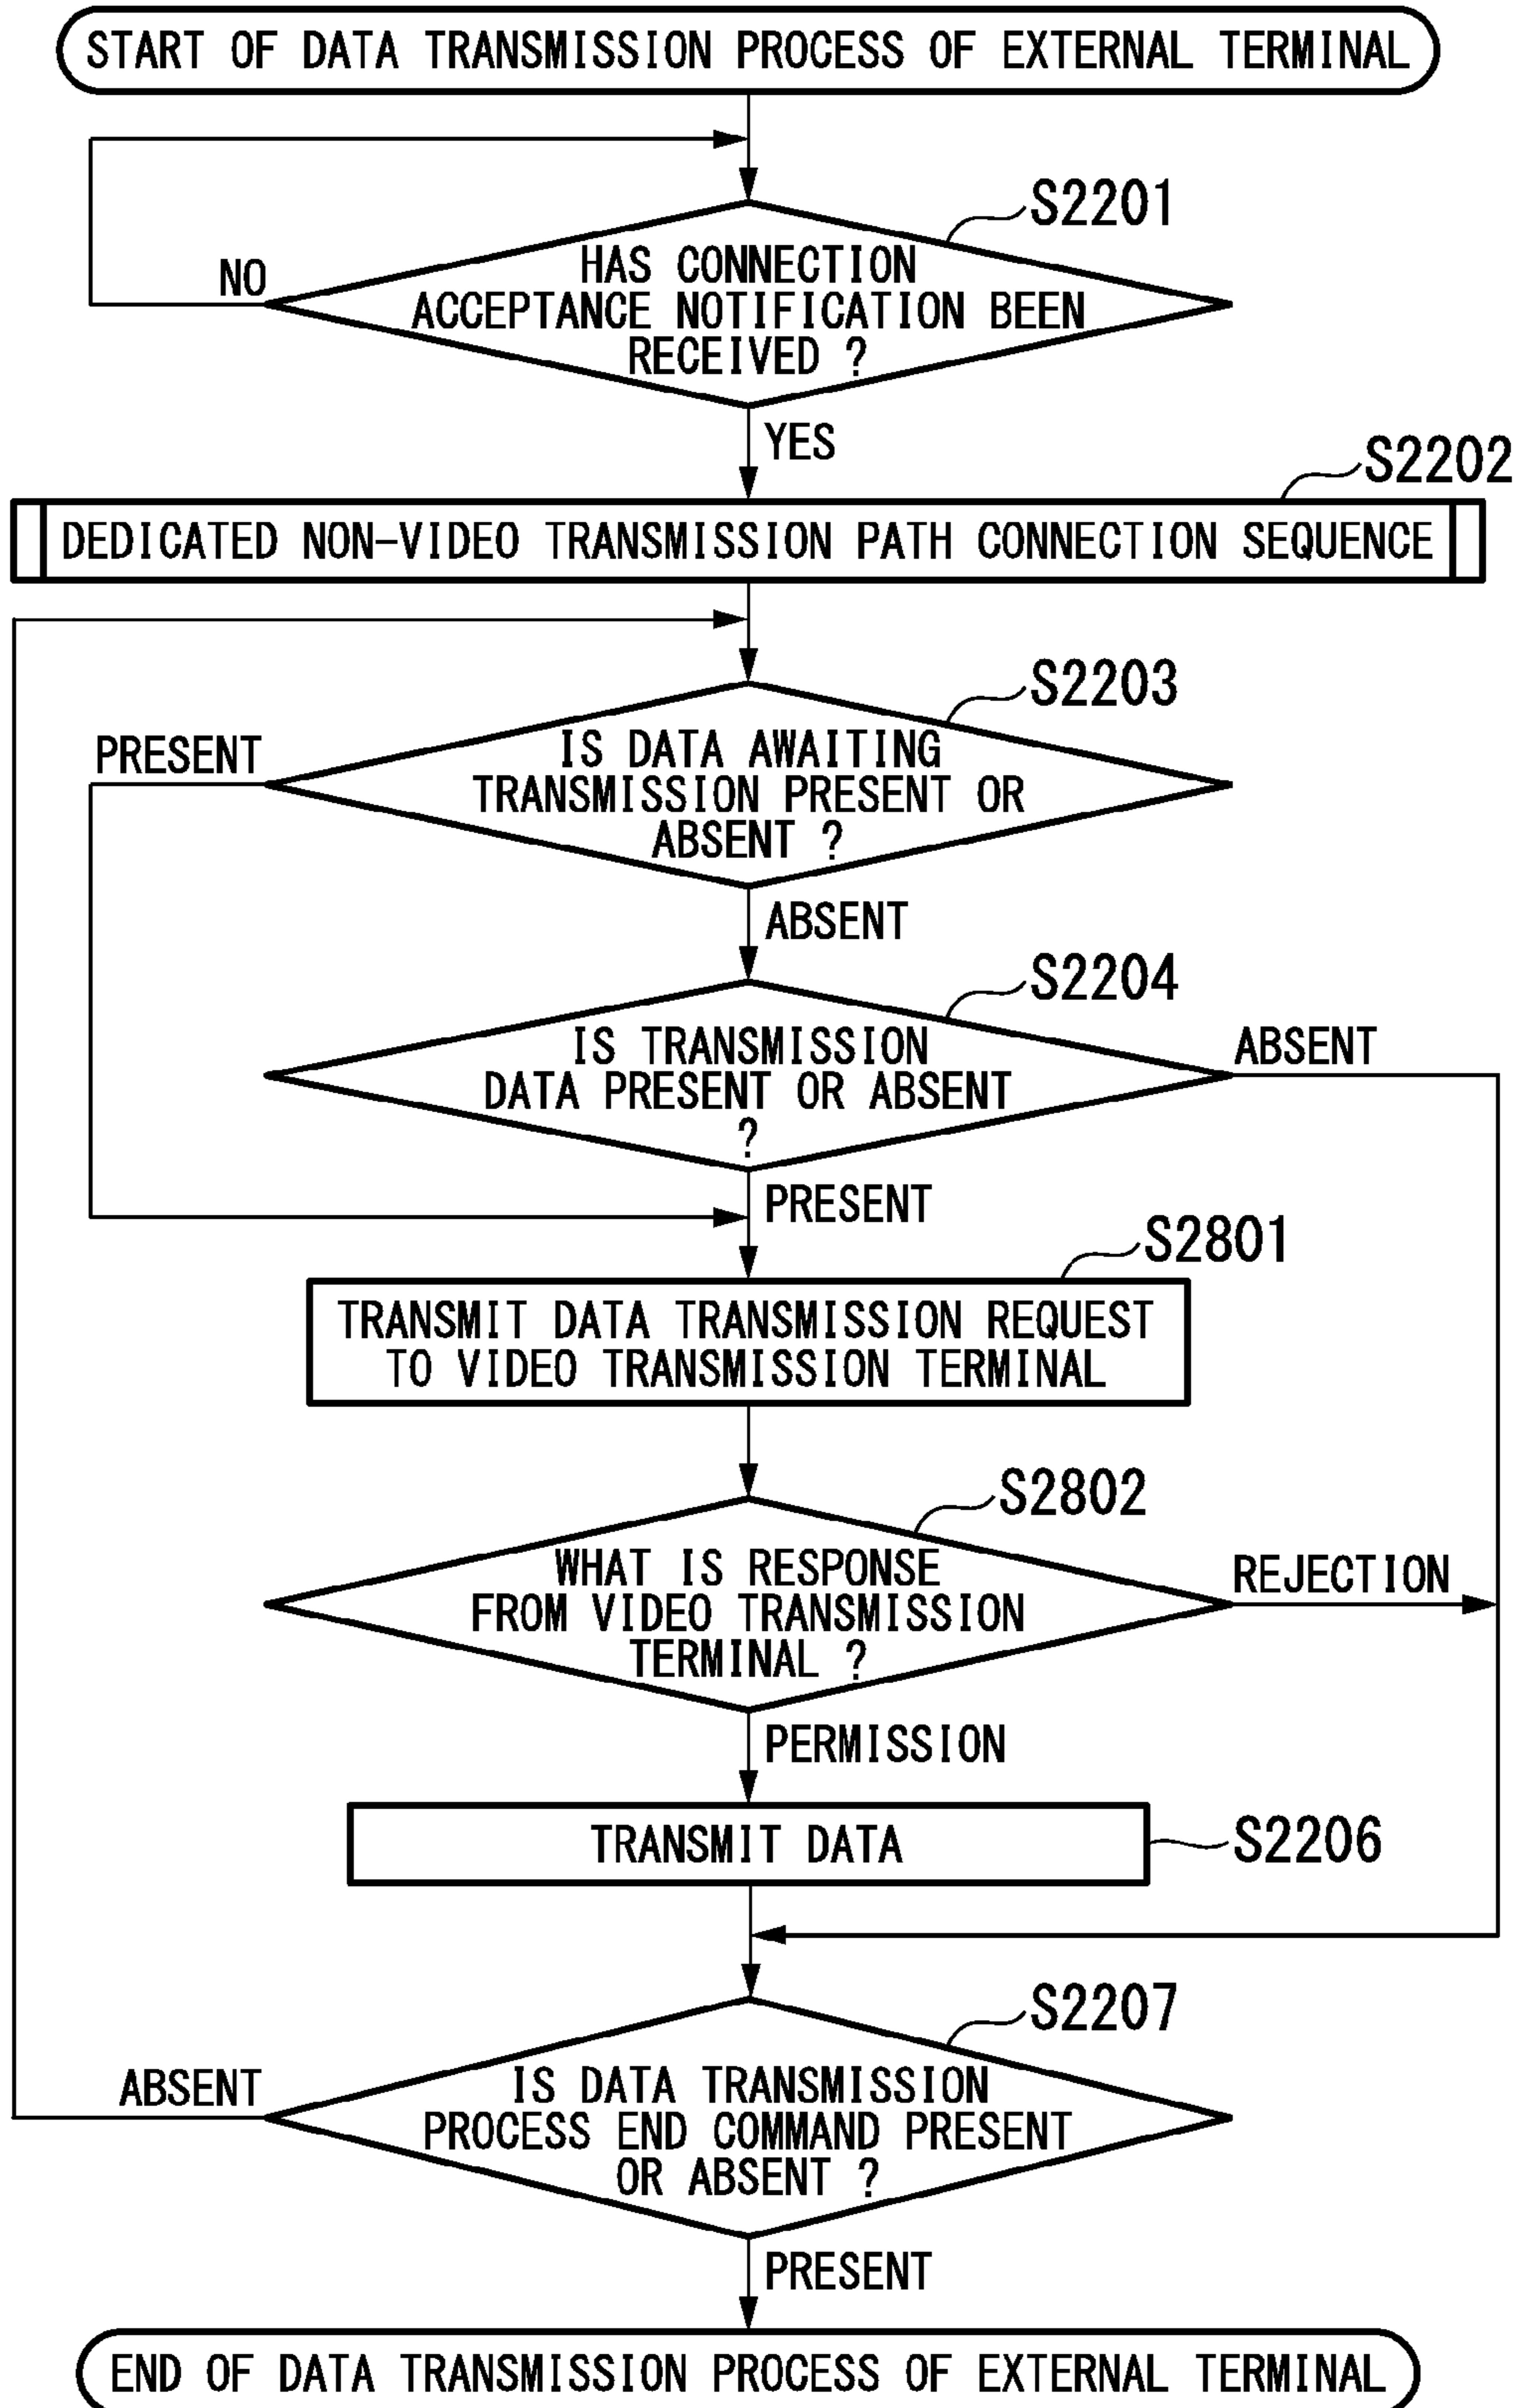 START OF DATA TRANSMISSION PROCESS OF EXTERNAL TERMINAL
S2201
HAS CONNECTION
ACCEPTANCE NOTIFICATION BEEN
RECEIVED ?
NO
YES
S2202
DEDICATED NON-VIDEO TRANSMISSION PATH CONNECTION SEQUENCE
S2203
IS DATA AWAITING
TRANSMISSION PRESENT OR
ABSENT ?
PRESENT
ABSENT
S2204
IS TRANSMISSION
DATA PRESENT OR ABSENT
?
ABSENT
PRESENT
S2801
TRANSMIT DATA TRANSMISSION REQUEST
TO VIDEO TRANSMISSION TERMINAL
S2802
WHAT IS RESPONSE
FROM VIDEO TRANSMISSION
TERMINAL ?
REJECTION
PERMISSION
TRANSMIT DATA
S2206
S2207
IS DATA TRANSMISSION
PROCESS END COMMAND PRESENT
OR ABSENT ?
ABSENT
PRESENT
END OF DATA TRANSMISSION PROCESS OF EXTERNAL TERMINAL